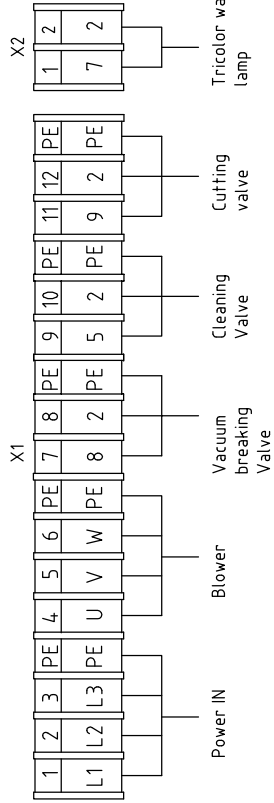 X1
1 2 3 PE 4 5 6 PE 7 8 PE 9 10 PE 11 12 PE
L1 L2 L3 PE U V W PE 8 2 PE 5 2 PE 9 2 PE
Power IN
Blower
Vacuum
breaking
Valve
Cleaning
Valve
Cutting
valve
X2
1 2
7 2
Tricolor
lamp